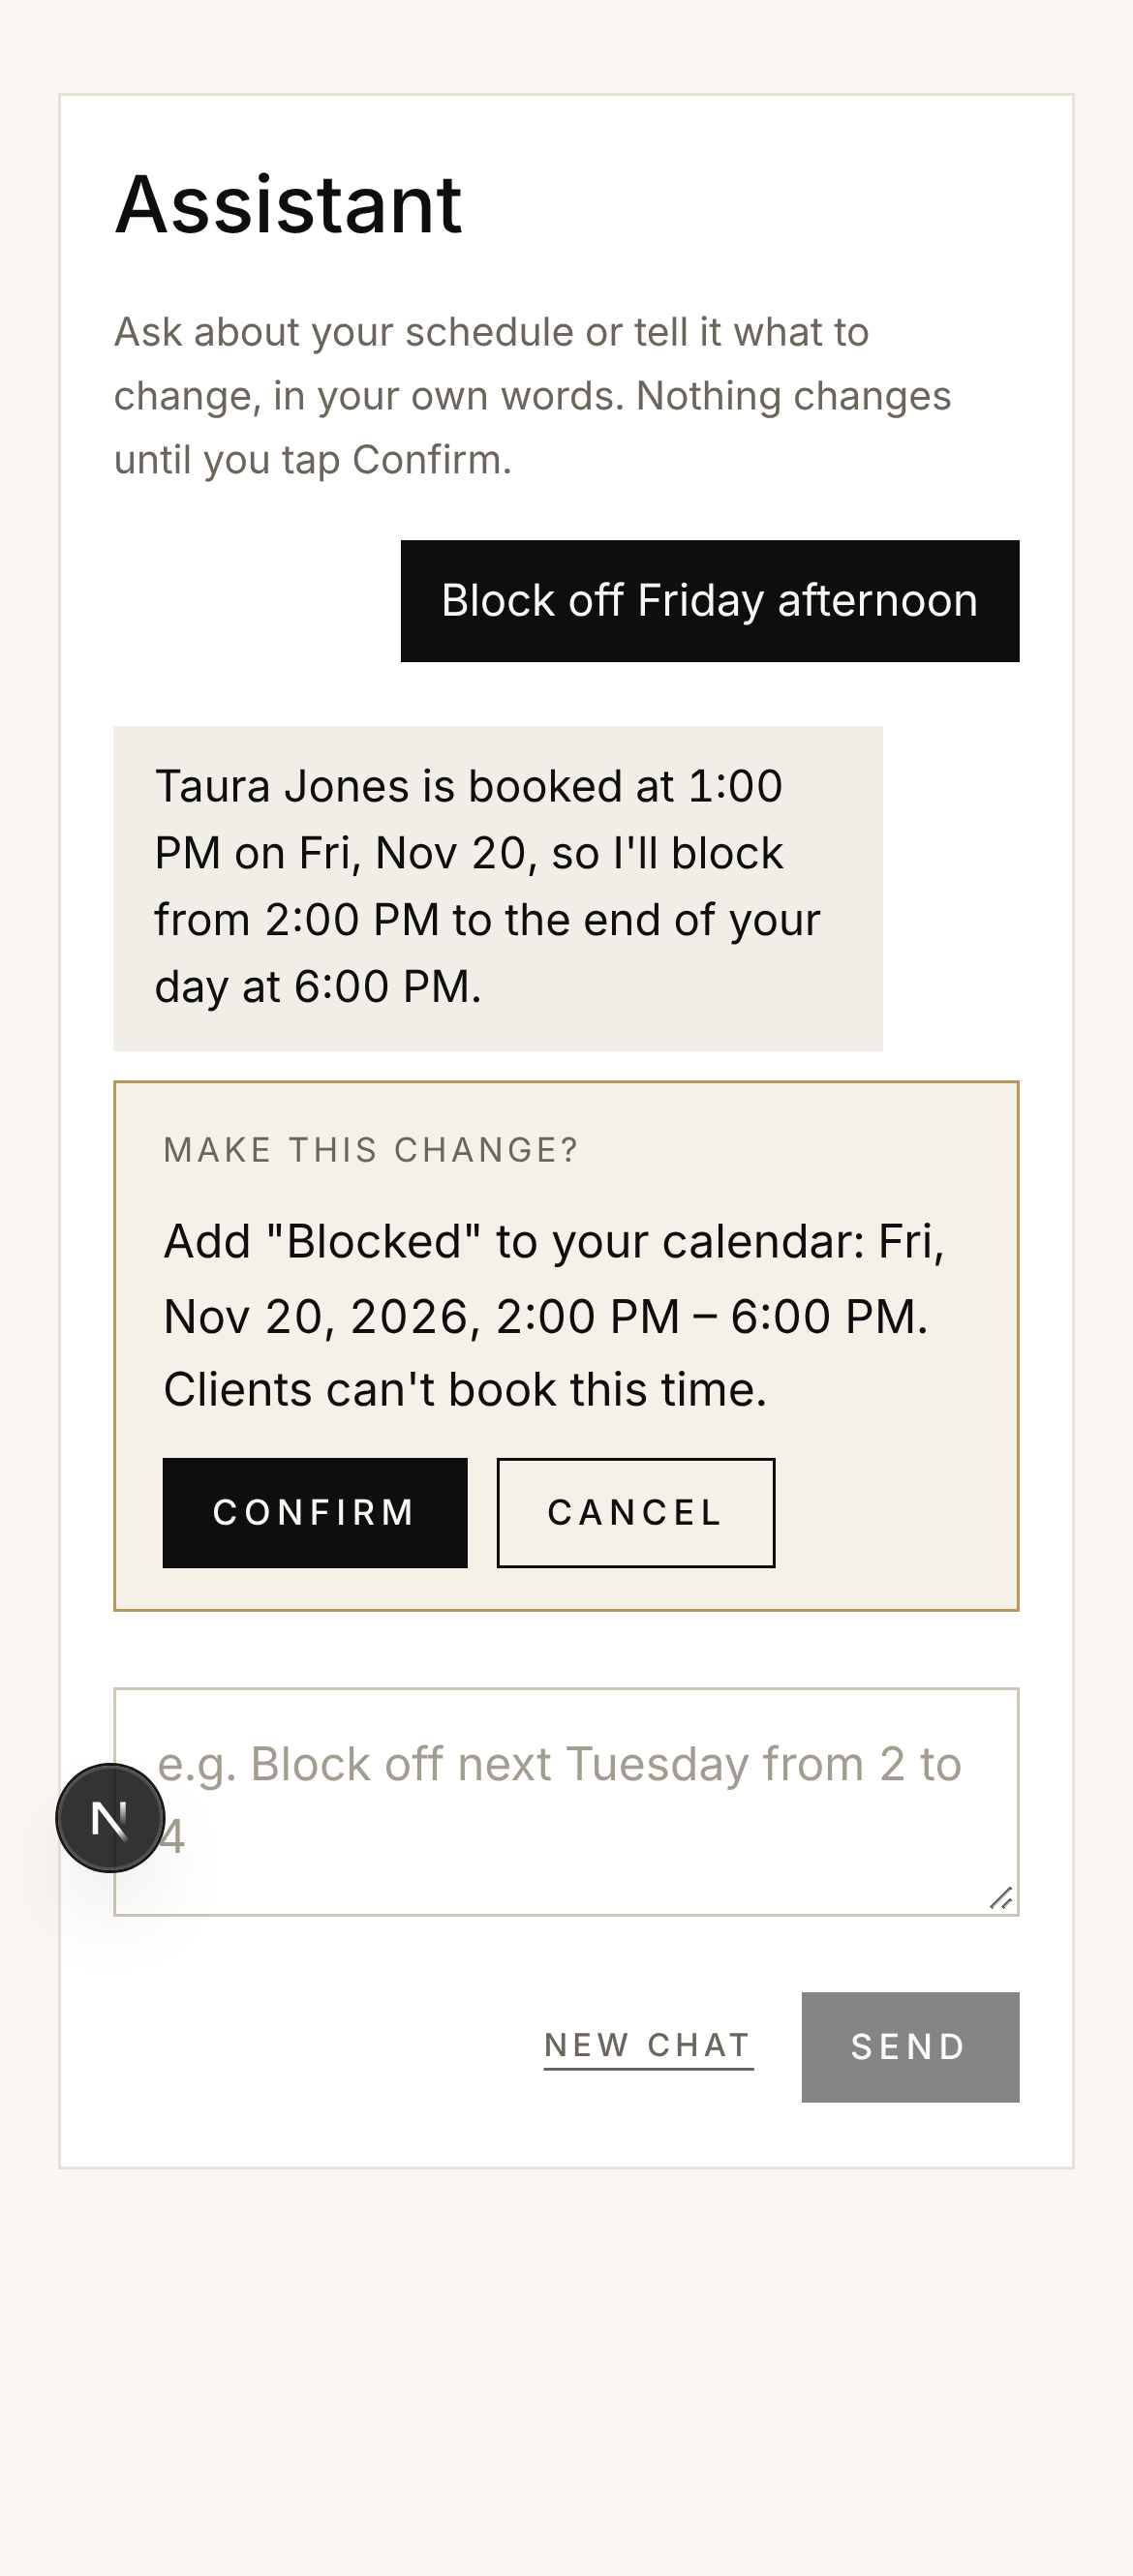 Assistant
Ask about your schedule or tell it what to
change, in your own words. Nothing changes
until you tap Confirm.
Block off Friday afternoon
Taura Jones is booked at 1:00
PM on Fri, Nov 20, so I'll block
from 2:00 PM to the end of your
day at 6:00 PM.
MAKE THIS CHANGE?
Add "Blocked" to your calendar: Fri,
Nov 20, 2026, 2:00 PM – 6:00 PM.
Clients can't book this time.
CONFIRM CANCEL
e.g. Block off next Tuesday from 2 to
4
N
NEW CHAT SEND